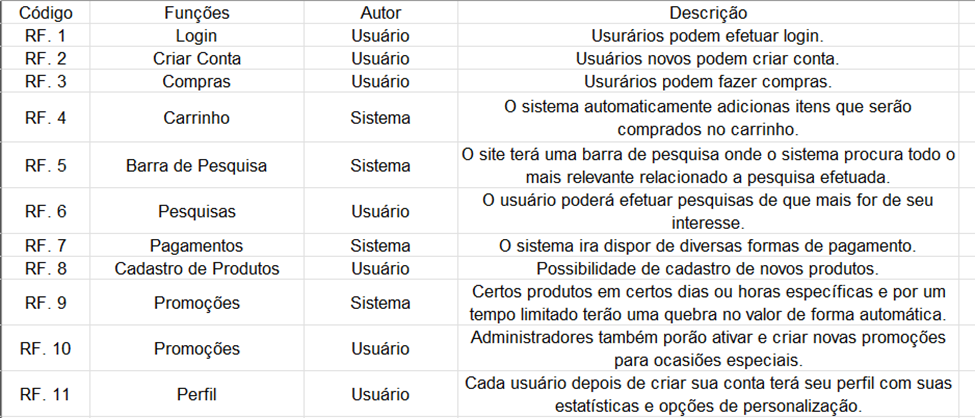 Código Funções Autor Descrição
RF. 1 Login Usuário Usurários podem efetuar login.
RF. 2 Criar Conta Usuário Usuários novos podem criar conta.
RF. 3 Compras Usuário Usurários podem fazer compras.
RF. 4 Carrinho Sistema O sistema automaticamente adicionas itens que serão
comprados no carrinho.
RF. 5 Barra de Pesquisa Sistema O site terá uma barra de pesquisa onde o sistema procura todo o
mais relevante relacionado a pesquisa efetuada.
RF. 6 Pesquisas Usuário O usuário poderá efetuar pesquisas de que mais for de seu
interesse.
RF. 7 Pagamentos Sistema O sistema ira dispor de diversas formas de pagamento.
RF. 8 Cadastro de Produtos Usuário Possibilidade de cadastro de novos produtos.
RF. 9 Promoções Sistema Certos produtos em certos dias ou horas específicas e por um
tempo limitado terão uma quebra no valor de forma automática.
RF. 10 Promoções Usuário Administradores também porão ativar e criar novas promoções
para ocasiões especiais.
RF. 11 Perfil Usuário Cada usuário depois de criar sua conta terá seu perfil com suas
estatísticas e opções de personalização.